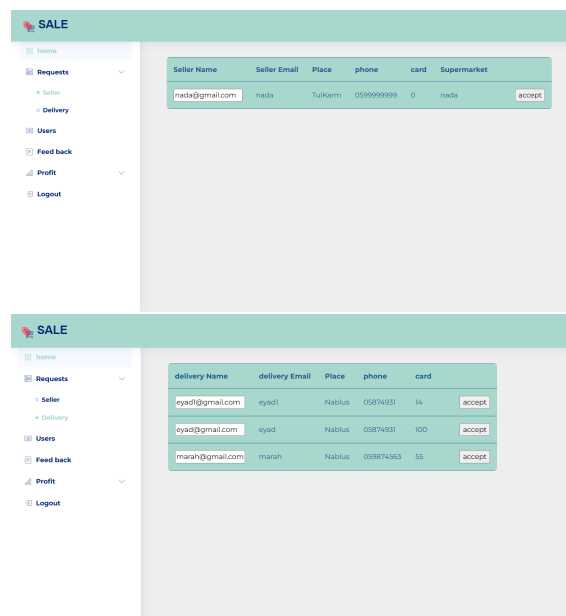 SALE
home
Requests
Seller
Delivery
Users
Feed back
Profit
Logout
Seller Name Seller Email Place phone card Supermarket
nada@gmail.com nada TulKarm 0599999999 0 nada accept
SALE
home
Requests
Seller
Delivery
Users
Feed back
Profit
Logout
delivery Name delivery Email Place phone card
eyad1@gmail.com eyad1 Nablus 05874931 14 accept
eyad@gmail.com eyad Nablus 05874931 100 accept
marah@gmail.com marah Nablus 059874563 55 accept